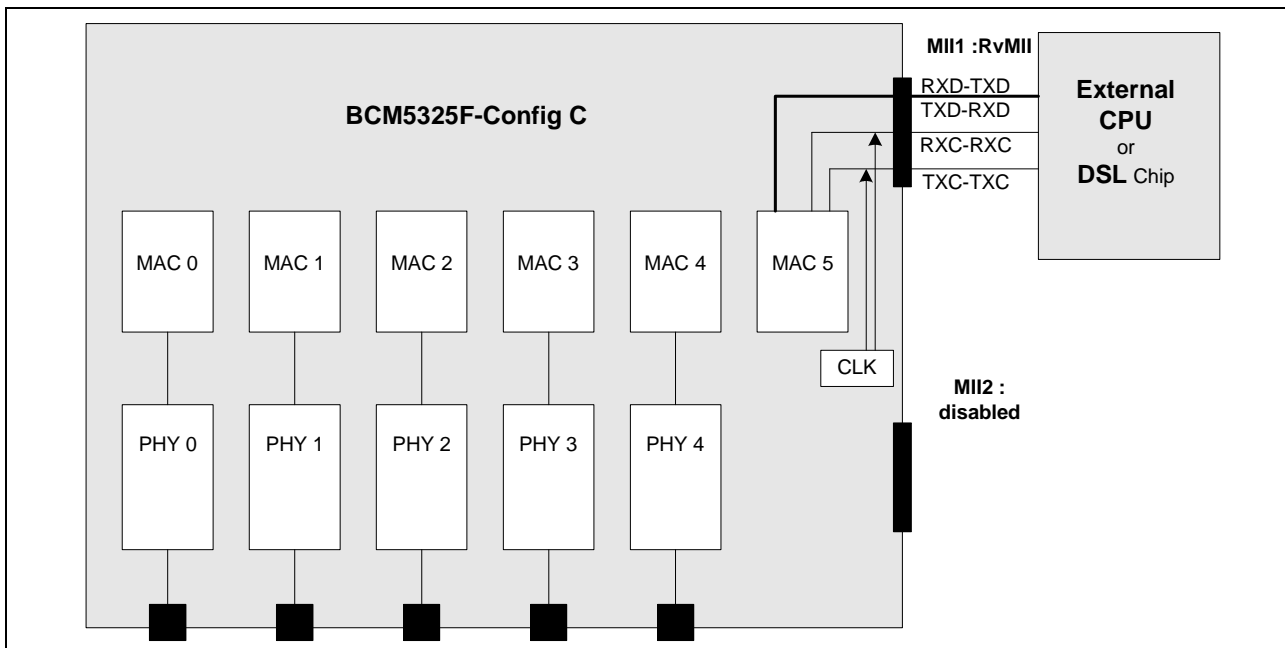 BCM5325F-Config C
MII1 :RvMII
RXD-TXD
TXD-RXD
RXC-RXC
TXC-TXC
External
CPU
or
DSL Chip
MAC 0
MAC 1
MAC 2
MAC 3
MAC 4
MAC 5
CLK
MII2 :
disabled
PHY 0
PHY 1
PHY 2
PHY 3
PHY 4